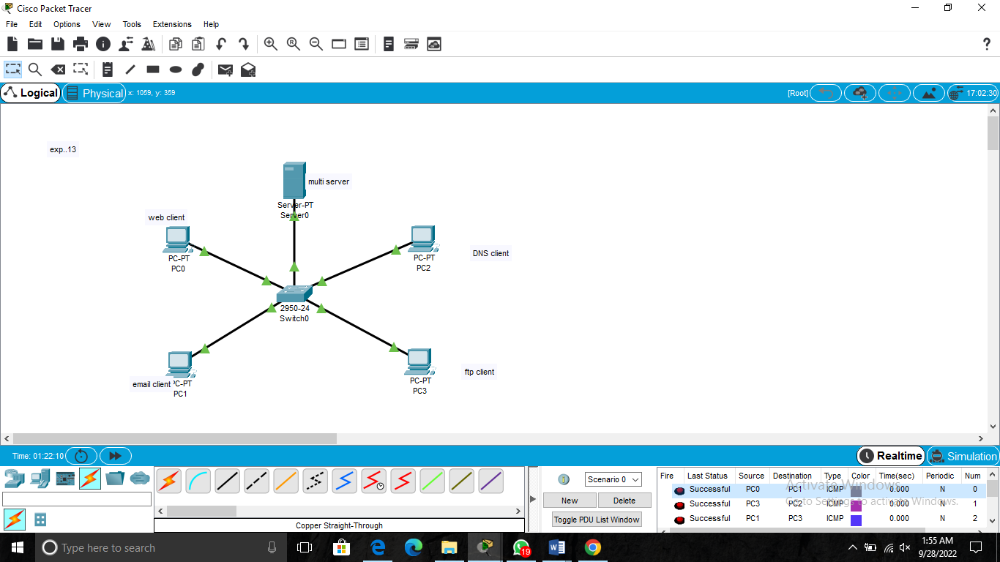 Cisco Packet Tracer
File Edit Options View Tools Extensions Help
?
Logical Physical x: 1059, y: 359 [Root] 17:02:30
exp..13
multi server
Server-PT
Server0
web client
PC-PT
PC0
PC-PT
PC2
DNS client
2950-24
Switch0
email client
PC-PT
PC1
PC-PT
PC3
ftp client
Time: 01:22:10 Realtime Simulation
Scenario 0
New Delete
Toggle PDU List Window
Fire Last Status Source Destination Type Color Time(sec) Periodic Num
Successful PC0 PC1 ICMP 0.000 N 0
Successful PC3 PC2 ICMP 0.000 N 1
Successful PC1 PC3 ICMP 0.000 N 2
Activate Windows
Go to Settings to activate Windows.
Copper Straight-Through
Type here to search
19
1:55 AM
9/28/2022